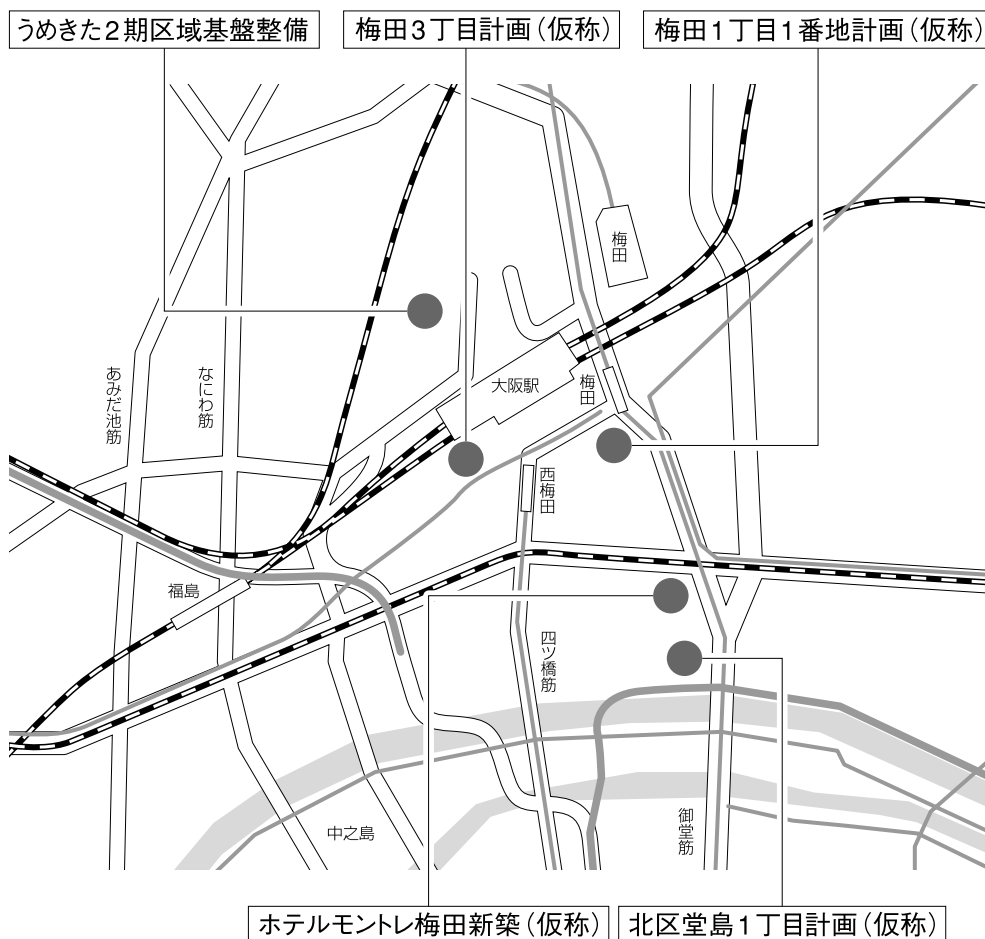 うめきた2期区域基盤整備
梅田3丁目計画(仮称)
梅田1丁目1番地計画(仮称)
梅田
大阪駅
梅田
あみだ池筋
なにわ筋
西梅田
福島
四ツ橋筋
中之島
御堂筋
ホテルモントレ梅田新築(仮称)
北区堂島1丁目計画(仮称)